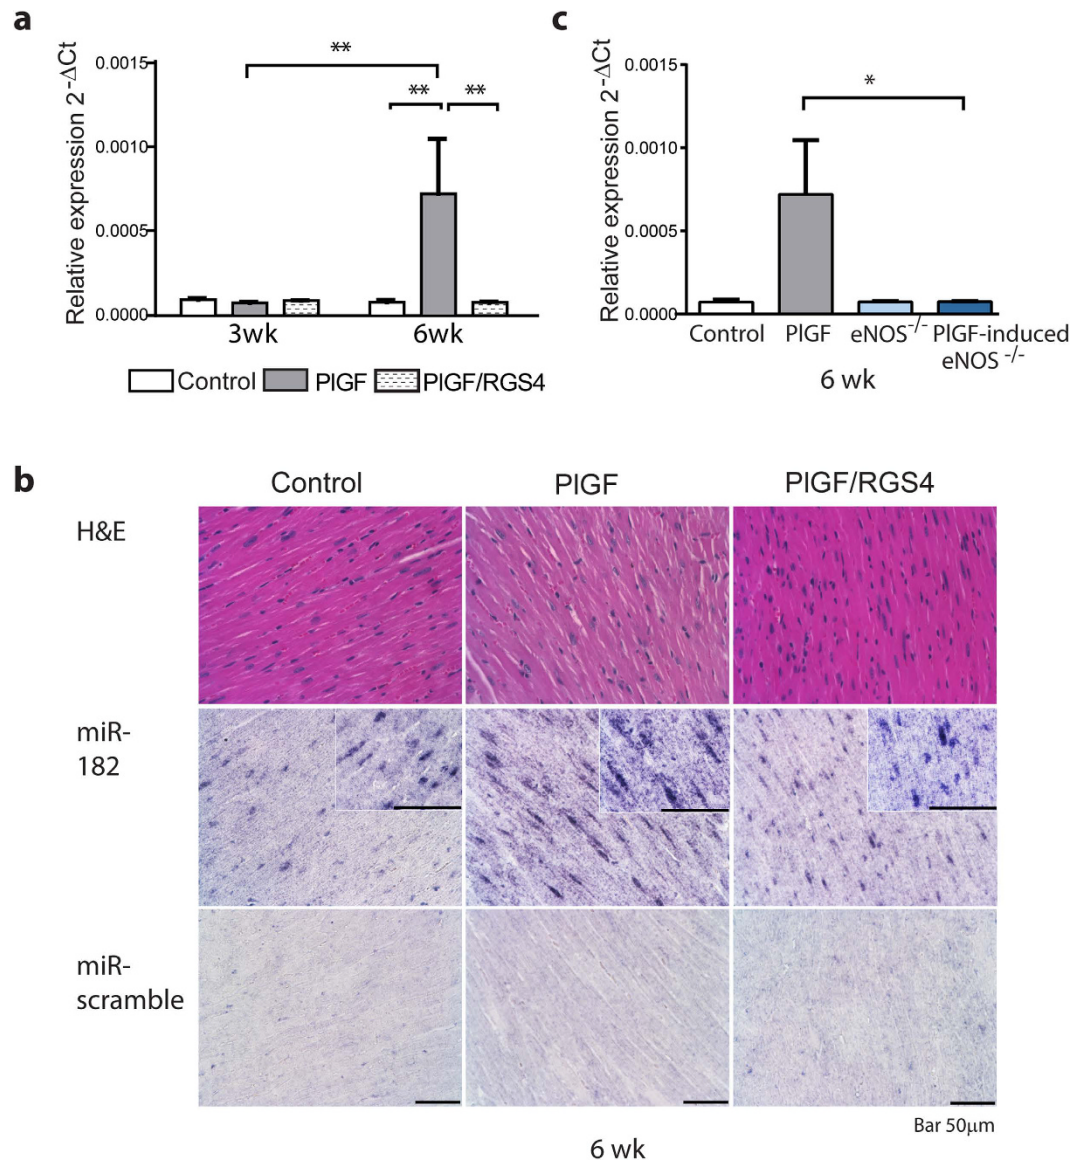 a
Relative expression 2^-ΔCt
0.0015
0.0010
0.0005
0.0000
**
** **
3wk 6wk
Control PlGF PlGF/RGS4
c
Relative expression 2^-ΔCt
0.0015
0.0010
0.0005
0.0000
*
Control PlGF eNOS^-/- PlGF-induced
eNOS^-/-
6 wk
b
Control PlGF PlGF/RGS4
H&E
miR-
182
miR-
scramble
Bar 50μm
6 wk